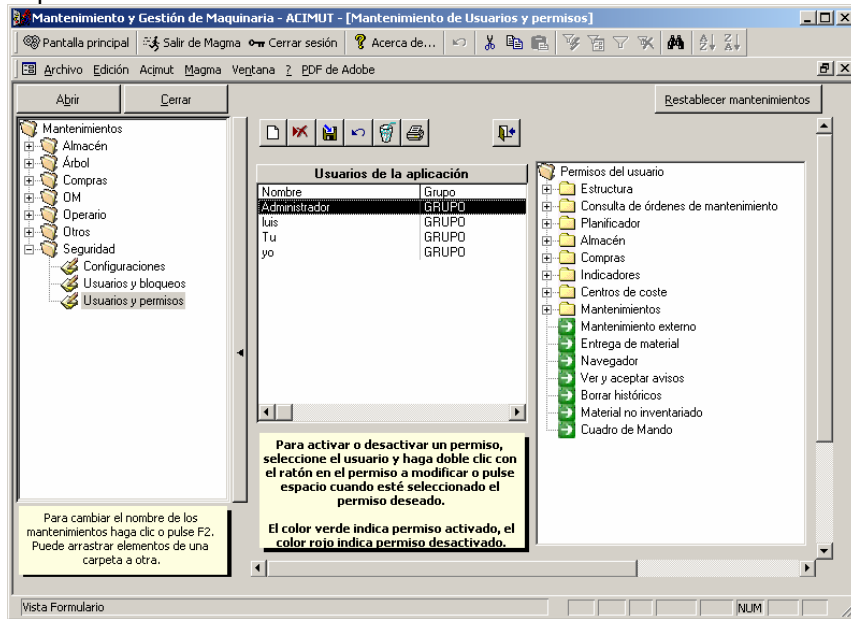 Mantenimiento y Gestión de Maquinaria - ACIMUT - [Mantenimiento de Usuarios y permisos]
Pantalla principal Salir de Magma Cerrar sesión Acerca de...
Archivo Edición Acimut Magma Ventana ? PDF de Adobe
Abrir Cerrar
Restablecer mantenimientos
Mantenimientos
Almacén
Árbol
Compras
OM
Operario
Otros
Seguridad
Configuraciones
Usuarios y bloqueos
Usuarios y permisos
Para cambiar el nombre de los
mantenimientos haga clic o pulse F2.
Puede arrastrar elementos de una
carpeta a otra.
Usuarios de la aplicación
Nombre Grupo
Administrador GRUPO
luis GRUPO
Tu GRUPO
yo GRUPO
Para activar o desactivar un permiso,
seleccione el usuario y haga doble clic con
el ratón en el permiso a modificar o pulse
espacio cuando esté seleccionado el
permiso deseado.
El color verde indica permiso activado, el
color rojo indica permiso desactivado.
Permisos del usuario
Estructura
Consulta de órdenes de mantenimiento
Planificador
Almacén
Compras
Indicadores
Centros de coste
Mantenimientos
Mantenimiento externo
Entrega de material
Navegador
Ver y aceptar avisos
Borrar históricos
Material no inventariado
Cuadro de Mando
Vista Formulario NUM